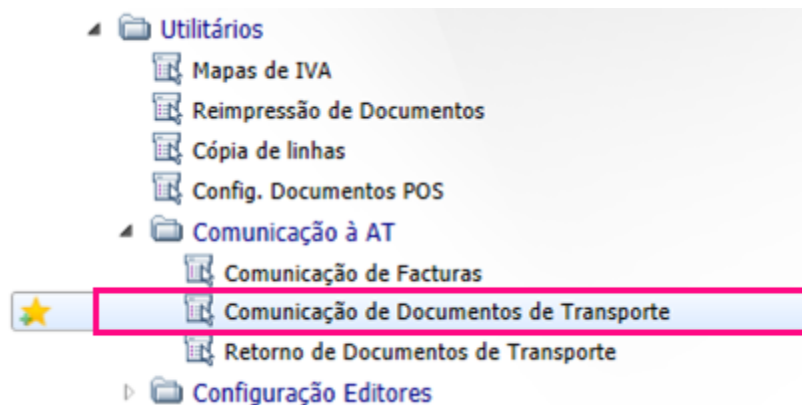 Utilitários
Mapas de IVA
Reimpressão de Documentos
Cópia de linhas
Config. Documentos POS
Comunicação à AT
Comunicação de Facturas
Comunicação de Documentos de Transporte
Retorno de Documentos de Transporte
Configuração Editores